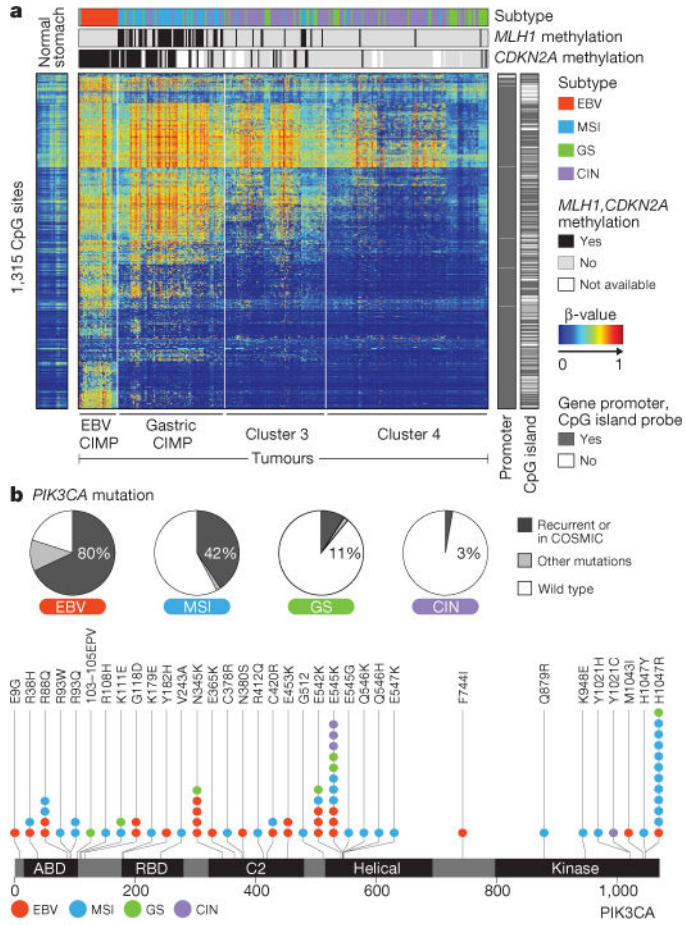 a
Normal
stomach
Subtype
MLH1 methylation
CDKN2A methylation
1,315 CpG sites
Subtype
EBV
MSI
GS
CIN
MLH1,CDKN2A
methylation
Yes
No
Not available
β-value
0 1
Gene promoter,
CpG island probe
Yes
No
EBV
CIMP
Gastric
CIMP
Cluster 3
Cluster 4
Tumours
Promoter
CpG island
b PIK3CA mutation
80%
42%
11%
3%
EBV
MSI
GS
CIN
Recurrent or
in COSMIC
Other mutations
Wild type
E9G
R38H
R88Q
R93W
R93Q
103–105EPV
R108H
K111E
G118D
K179E
Y182H
V243A
N345K
E365K
C378R
N380S
R412Q
C420R
E453K
G512
E542K
E545K
E545G
Q546K
Q546H
E547K
F744I
Q879R
K948E
Y1021H
Y1021C
M1043I
H1047Y
H1047R
ABD RBD C2 Helical Kinase
0 200 400 600 800 1,000
EBV MSI GS CIN
PIK3CA